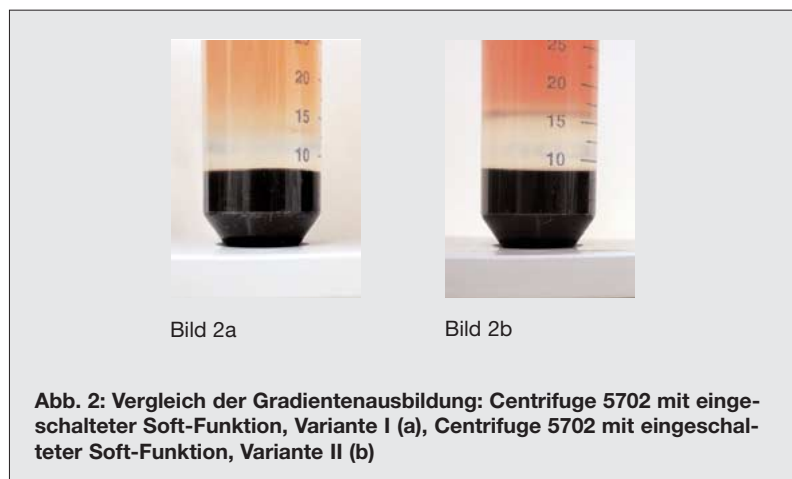 20
15
10
25
20
15
10
Bild 2a
Bild 2b
Abb. 2: Vergleich der Gradientenausbildung: Centrifuge 5702 mit einge-
schalteter Soft-Funktion, Variante I (a), Centrifuge 5702 mit eingeschal-
teter Soft-Funktion, Variante II (b)